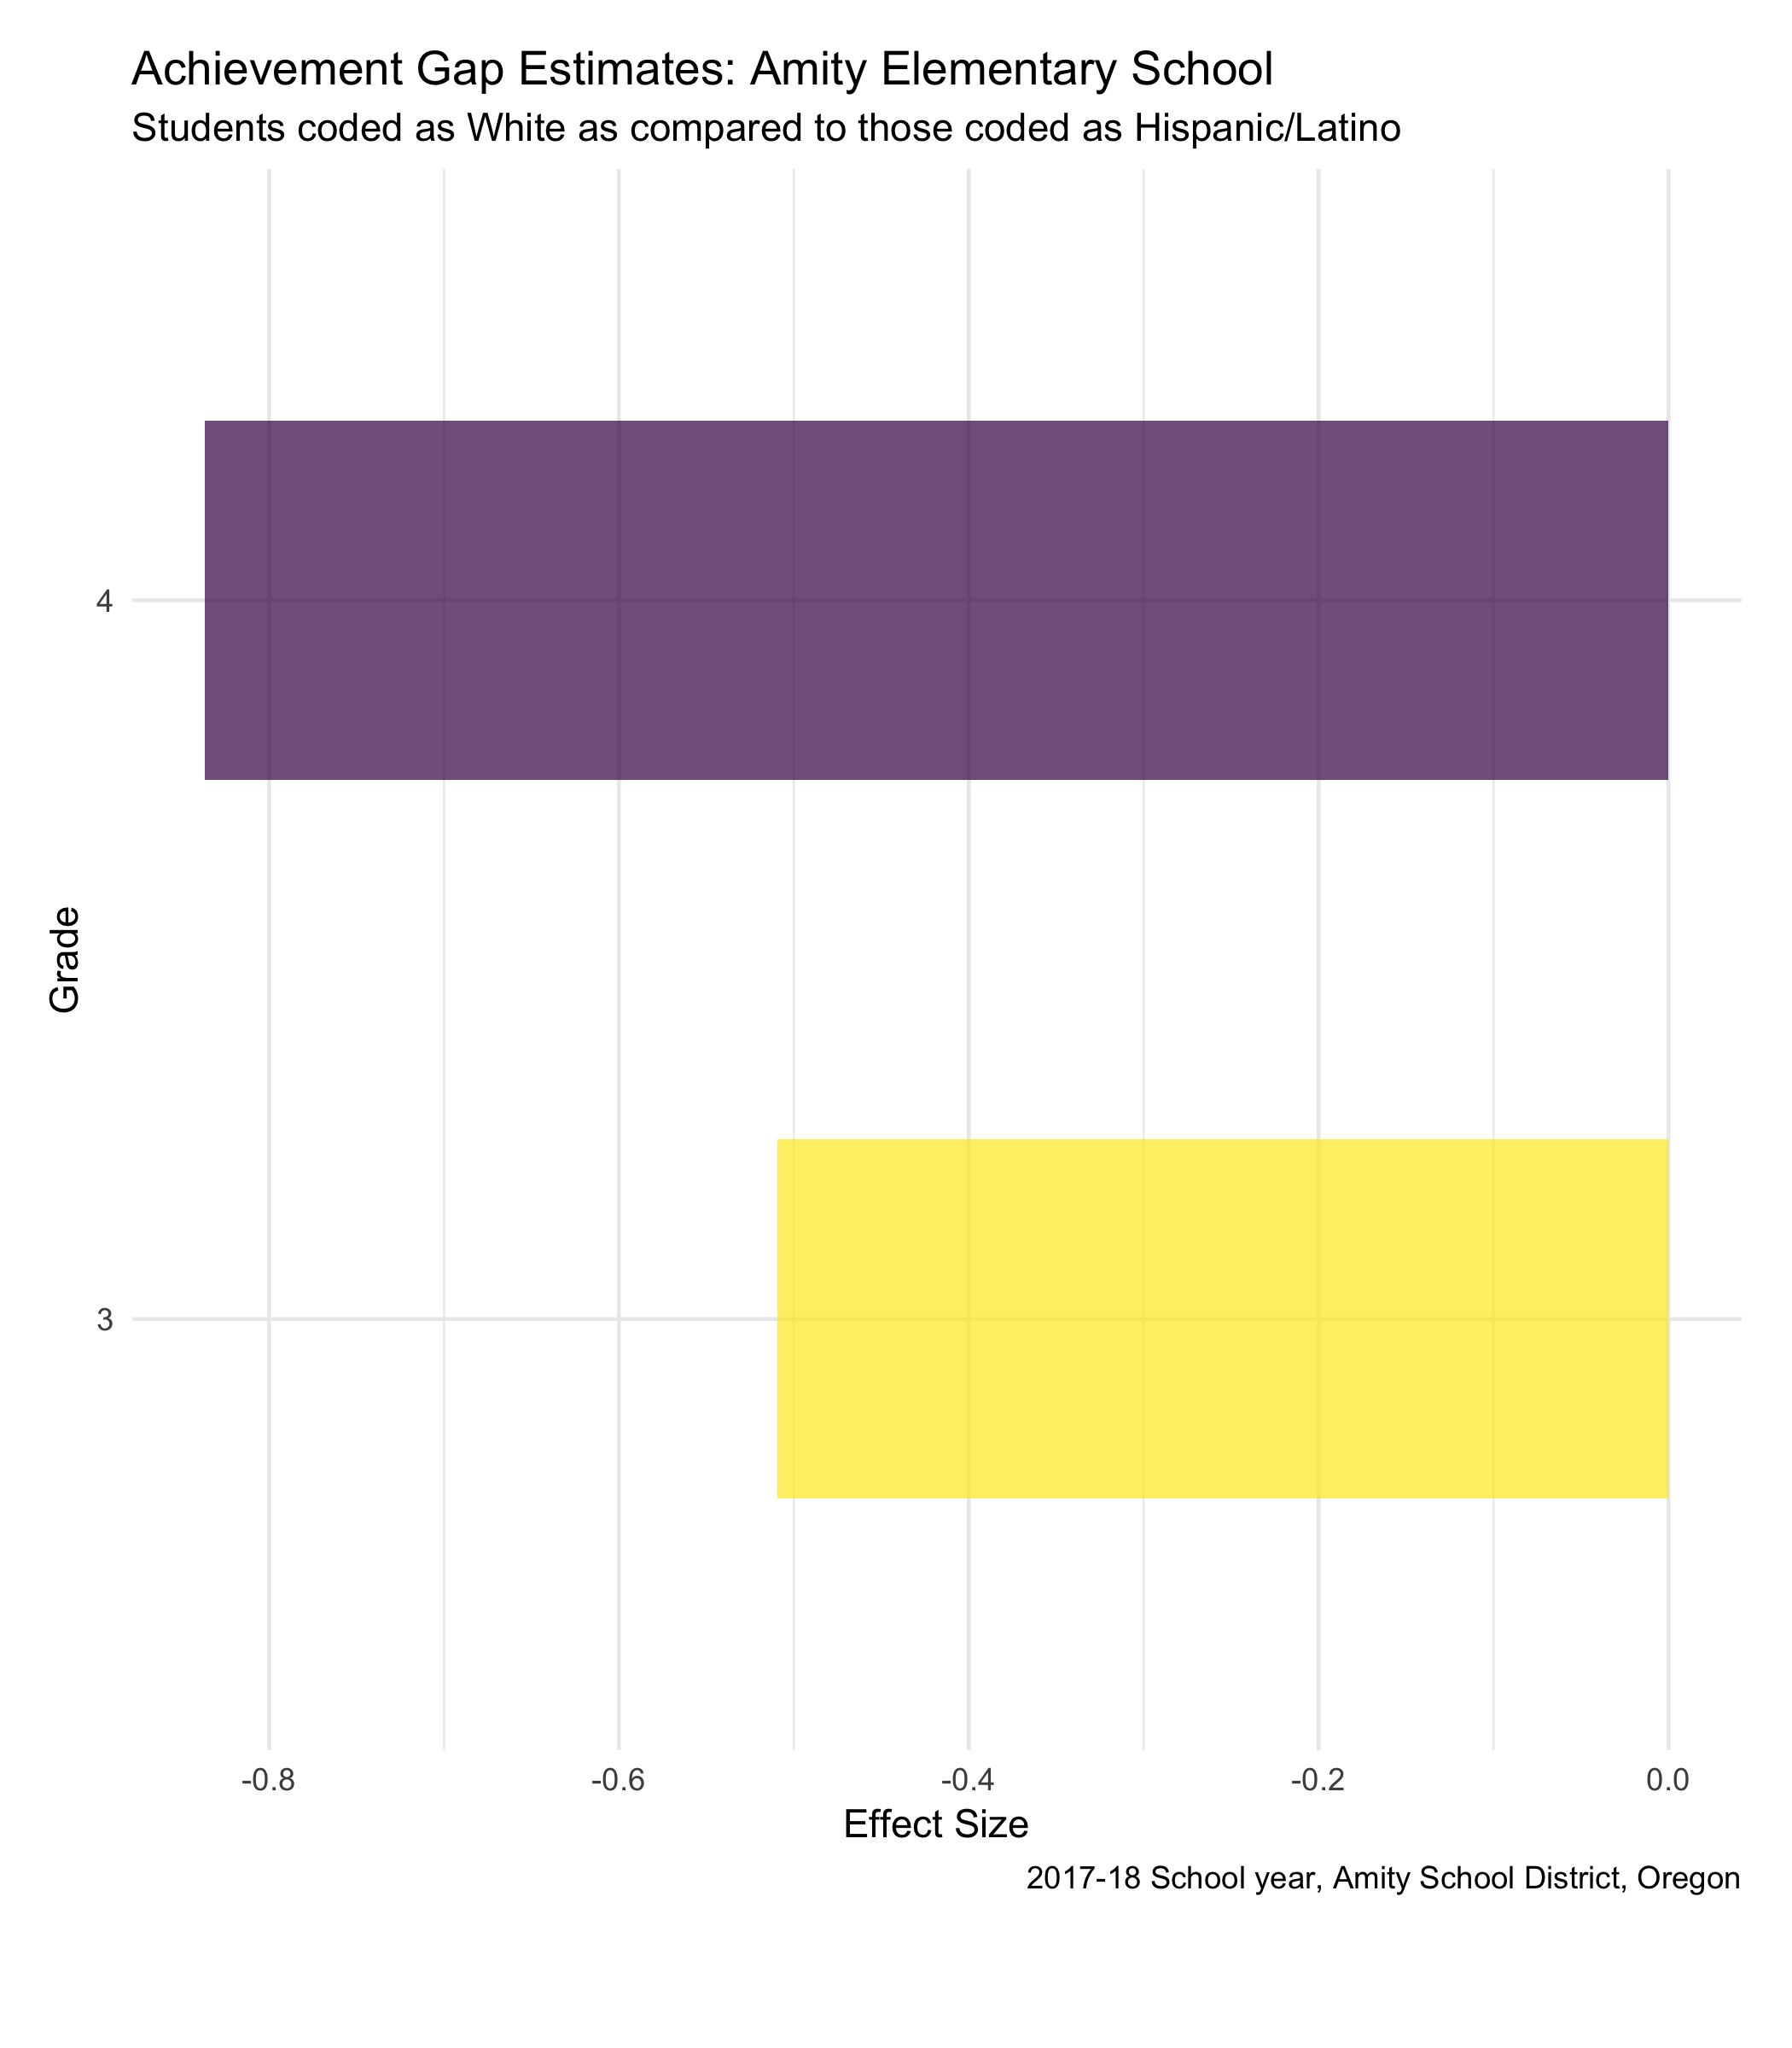 Achievement Gap Estimates: Amity Elementary School
Students coded as White as compared to those coded as Hispanic/Latino
4
Grade
3
-0.8 -0.6 -0.4 -0.2 0.0
Effect Size
2017-18 School year, Amity School District, Oregon